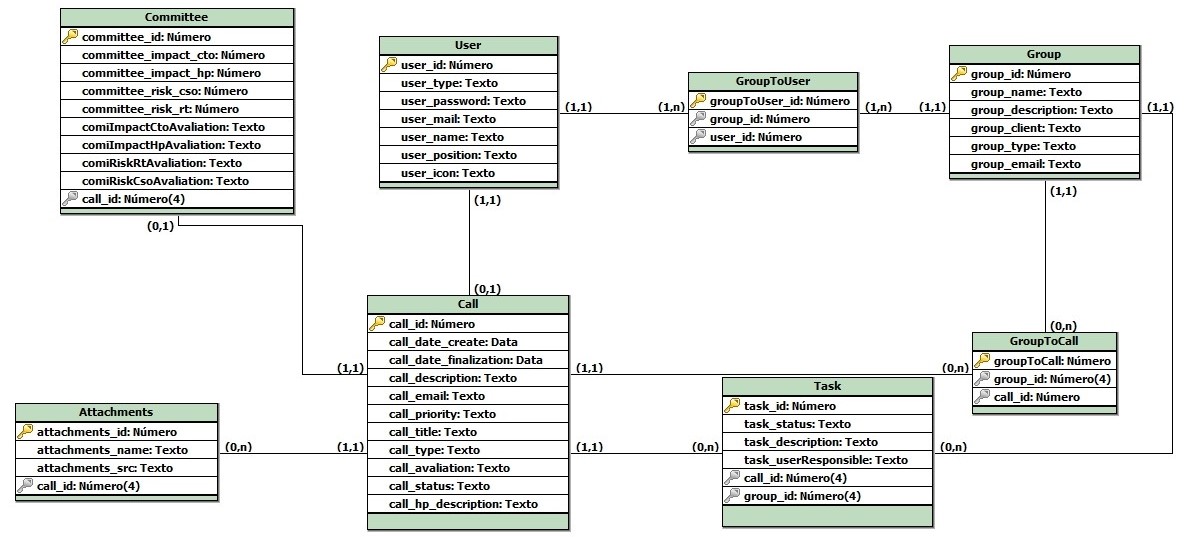 Committee
committee_id: Número
committee_impact_cto: Número
committee_impact_hp: Número
committee_risk_cso: Número
committee_risk_rt: Número
comiImpactCtoAvaliation: Texto
comiImpactHpAvaliation: Texto
comiRiskRtAvaliation: Texto
comiRiskCsoAvaliation: Texto
call_id: Número(4)
(0,1)
User
user_id: Número
user_type: Texto
user_password: Texto
user_mail: Texto
user_name: Texto
user_position: Texto
user_icon: Texto
(1,1)
(1,n)
(1,1)
(0,1)
GroupToUser
groupToUser_id: Número
group_id: Número
user_id: Número
(1,n)
(1,1)
Group
group_id: Número
group_name: Texto
group_description: Texto
group_client: Texto
group_type: Texto
group_email: Texto
(1,1)
(1,1)
(0,n)
Call
call_id: Número
call_date_create: Data
call_date_finalization: Data
call_description: Texto
call_email: Texto
call_priority: Texto
call_title: Texto
call_type: Texto
call_avaliation: Texto
call_status: Texto
call_hp_description: Texto
(1,1)
(1,1)
(0,n)
GroupToCall
groupToCall: Número
group_id: Número(4)
call_id: Número
Attachments
attachments_id: Número
attachments_name: Texto
attachments_src: Texto
call_id: Número(4)
(0,n)
(1,1)
(1,1)
(0,n)
Task
task_id: Número
task_status: Texto
task_description: Texto
task_userResponsible: Texto
call_id: Número(4)
group_id: Número(4)
(0,n)